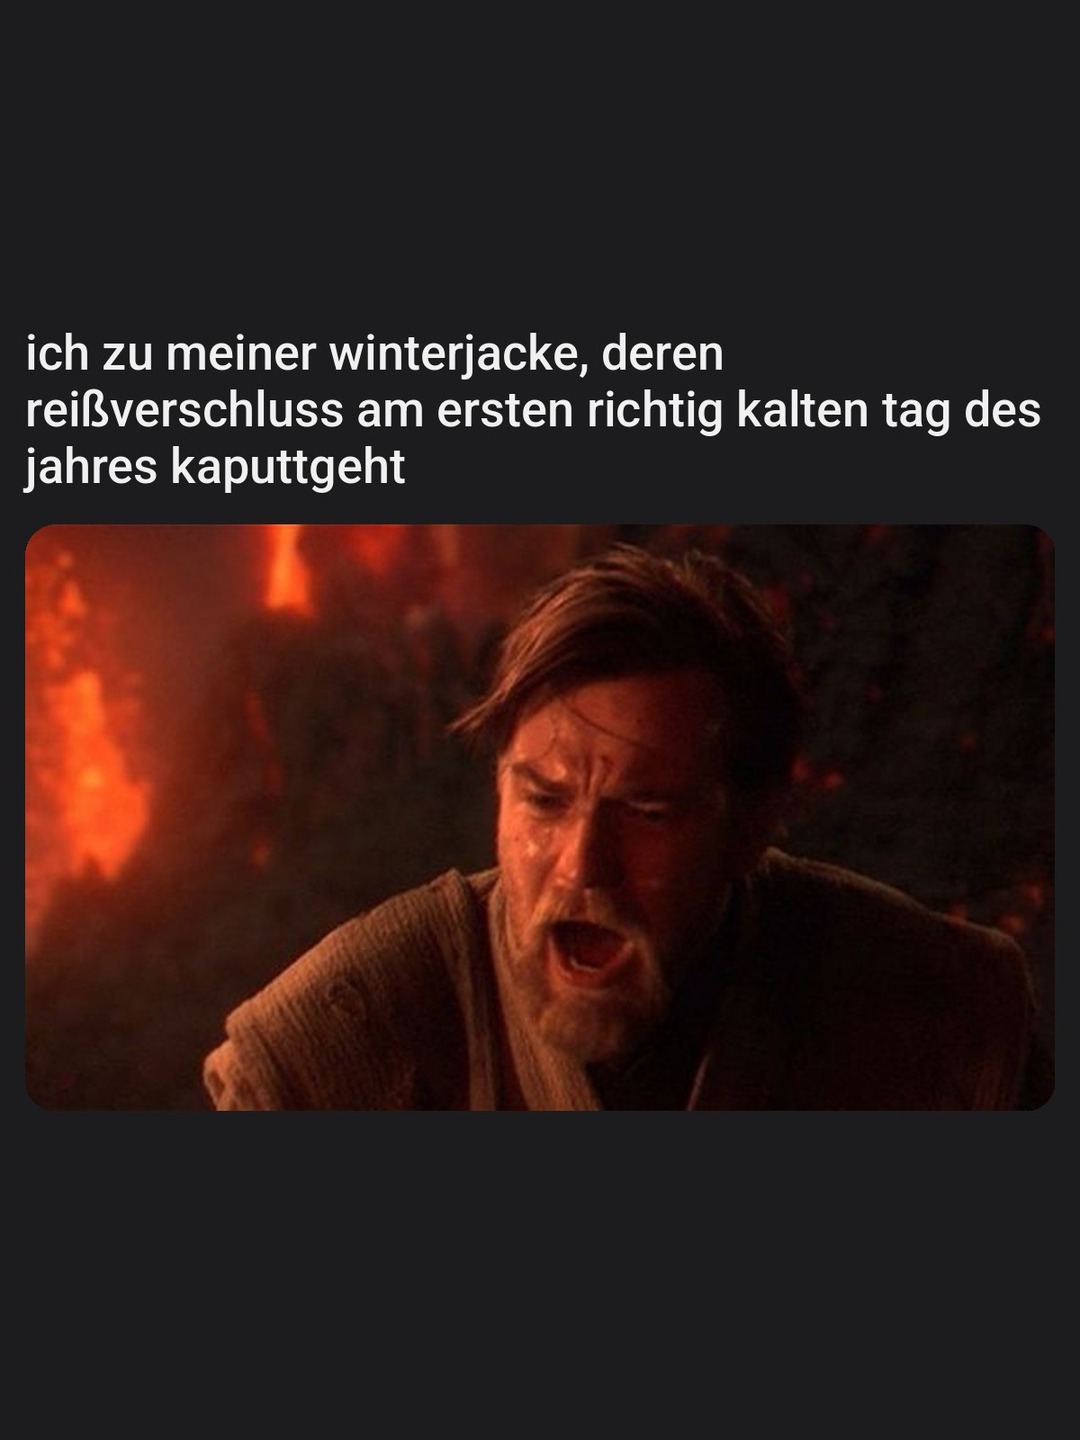 ich zu meiner winterjacke, deren
reißverschluss am ersten richtig kalten tag des
jahres kaputtgeht